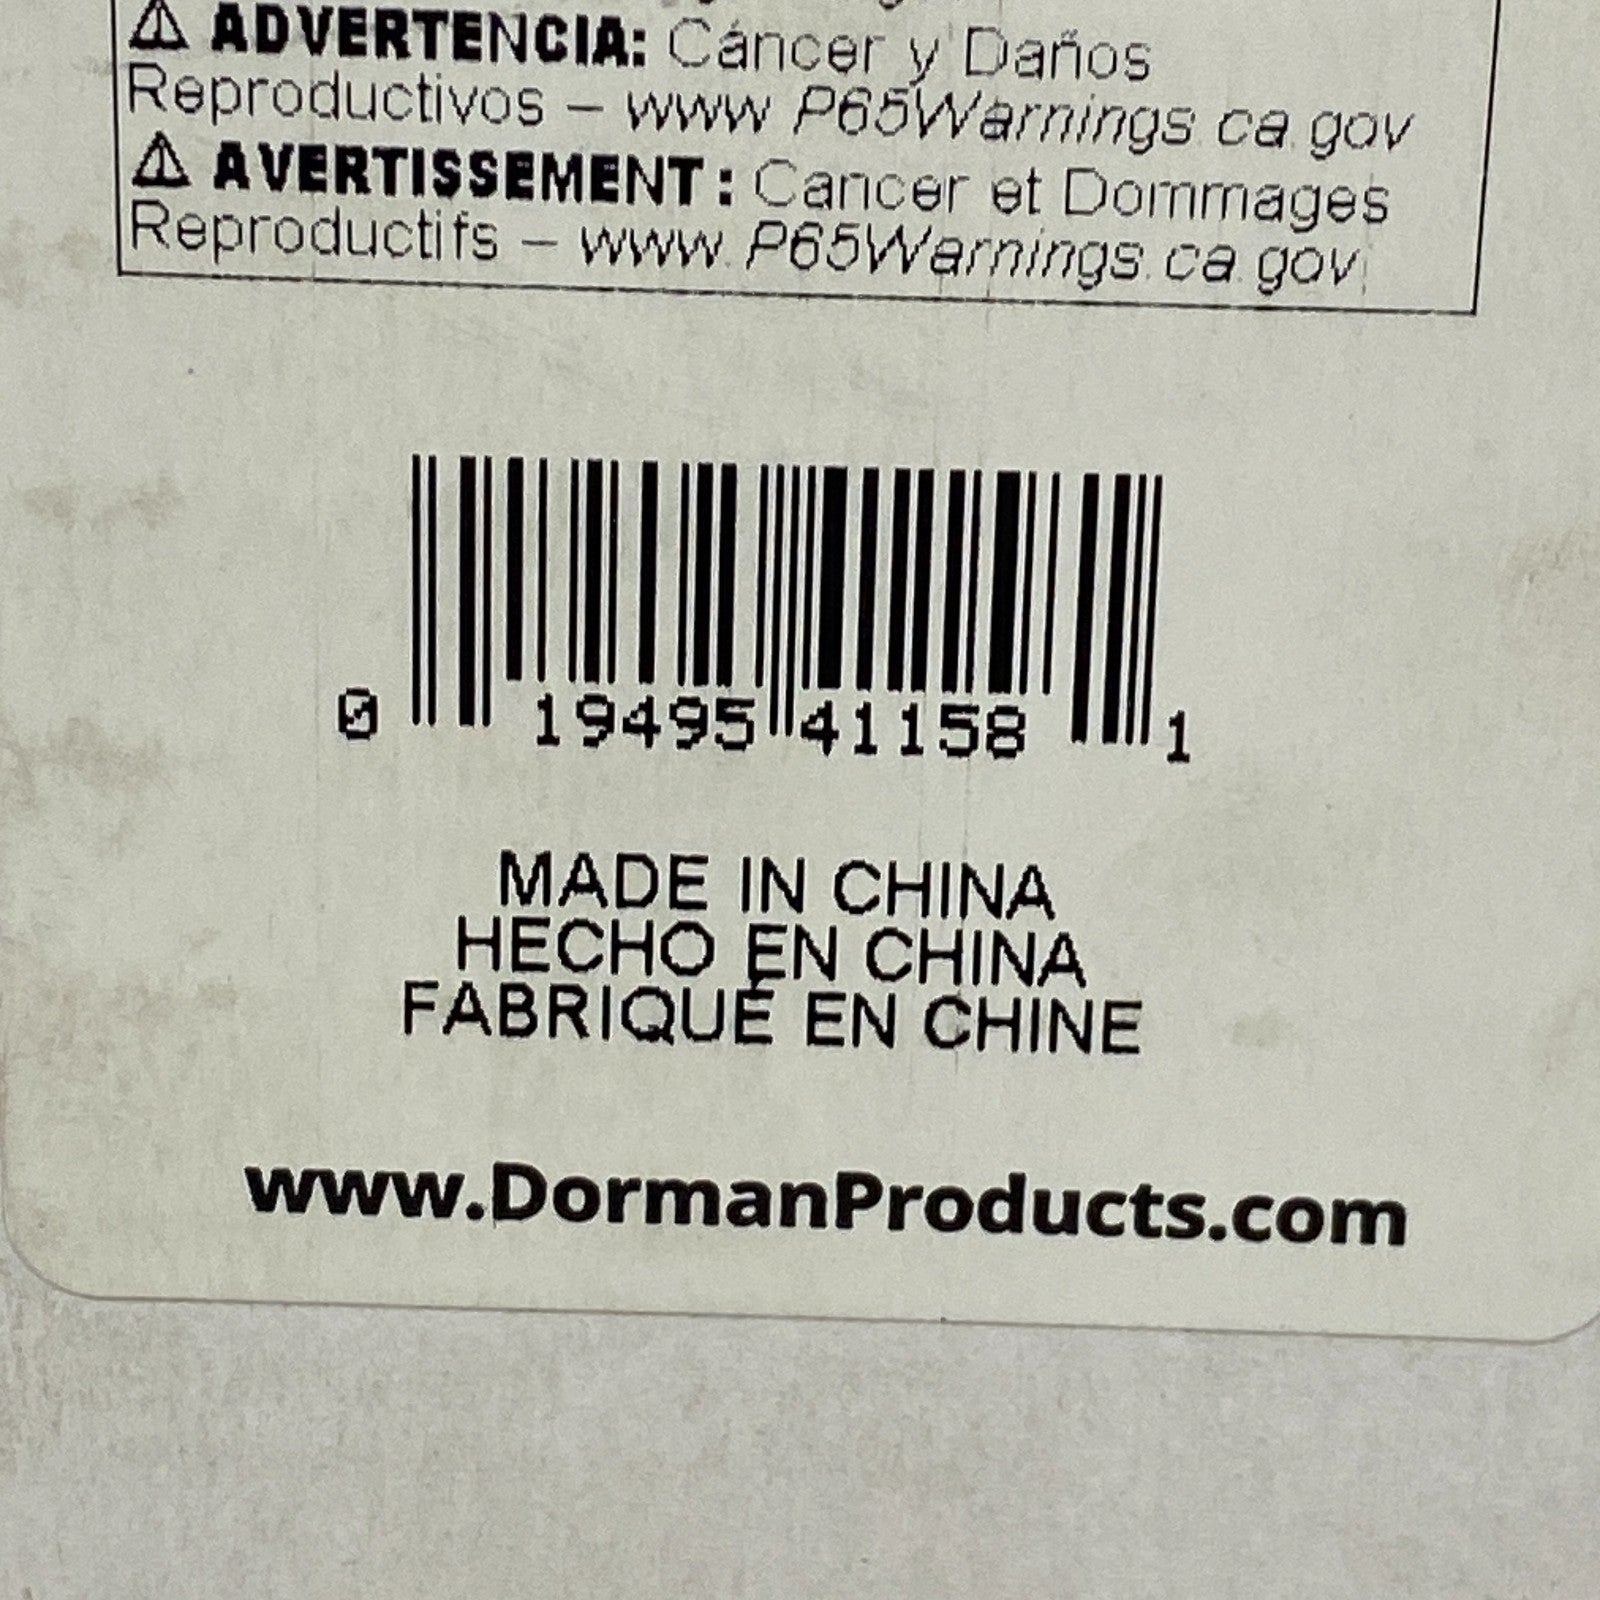 ⚠ ADVERTENCIA: Cáncer y Daños
Reproductivos – www P65Warnings ca gov
⚠ AVERTISSEMENT : Cancer et Dommages
Reproductifs – www. P65Warnings. ca gov
0 19495 41158 1
MADE IN CHINA
HECHO EN CHINA
FABRIQUÉ EN CHINE
www.DormanProducts.com